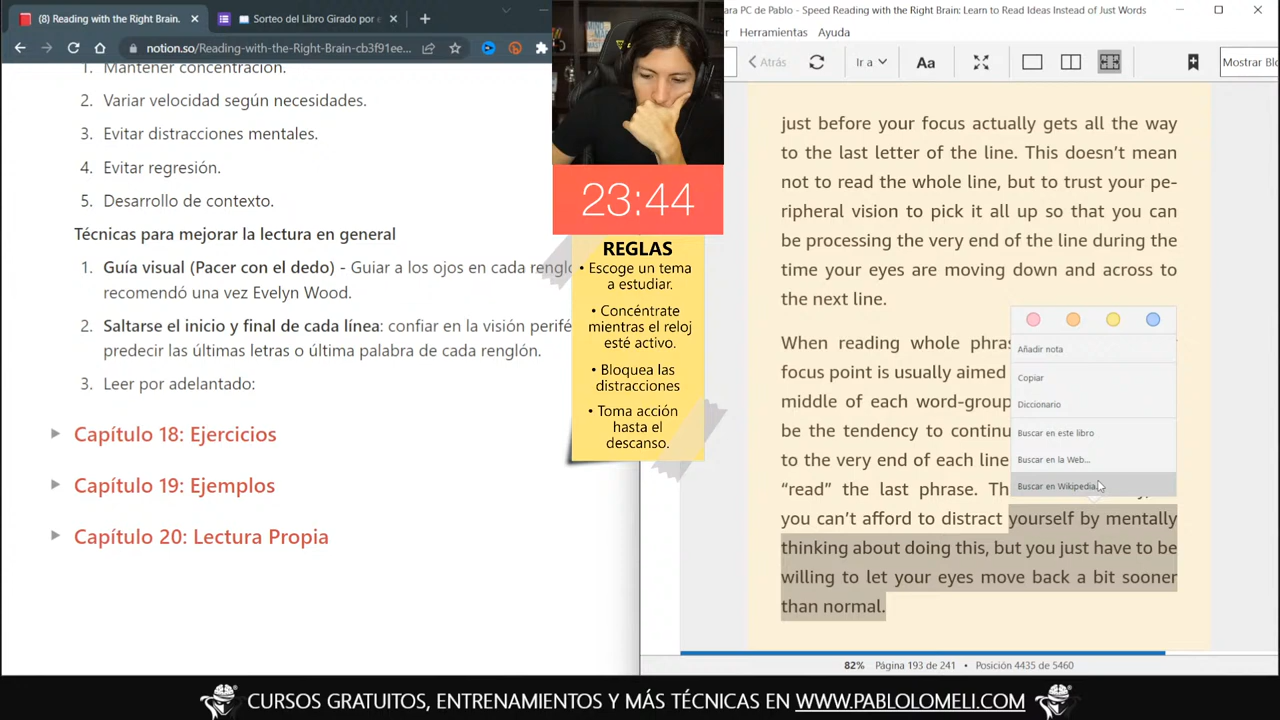 (8) Reading with the Right Brain.
Sorteo del Libro Girado por
notion.so/Reading-with-the-Right-Brain-cb3f91ee...
1. Mantener concentración.
2. Variar velocidad según necesidades.
3. Evitar distracciones mentales.
4. Evitar regresión.
5. Desarrollo de contexto.
Técnicas para mejorar la lectura en general
1. Guía visual (Pacer con el dedo) - Guiar a los ojos en cada renglo
recomendó una vez Evelyn Wood.
2. Saltarse el inicio y final de cada línea: confiar en la visión perifé
predecir las últimas letras o última palabra de cada renglón.
3. Leer por adelantado:
Capítulo 18: Ejercicios
Capítulo 19: Ejemplos
Capítulo 20: Lectura Propia
23:44
REGLAS
• Escoge un tema
a estudiar.
• Concéntrate
mientras el reloj
esté activo.
• Bloquea las
distracciones
• Toma acción
hasta el
descanso.
ara PC de Pablo - Speed Reading with the Right Brain: Learn to Read Ideas Instead of Just Words
Herramientas Ayuda
Atrás
Ir a
Aa
Mostrar Blo
just before your focus actually gets all the way
to the last letter of the line. This doesn't mean
not to read the whole line, but to trust your pe-
ripheral vision to pick it all up so that you can
be processing the very end of the line during the
time your eyes are moving down and across to
the next line.
When reading whole phras
focus point is usually aimed
middle of each word-group
be the tendency to continu
to the very end of each line
“read” the last phrase. Th
you can't afford to distract yourself by mentally
thinking about doing this, but you just have to be
willing to let your eyes move back a bit sooner
than normal.
Añadir nota
Copiar
Diccionario
Buscar en este libro
Buscar en la Web...
Buscar en Wikipedia...
82% Página 193 de 241 • Posición 4435 de 5460
CURSOS GRATUITOS, ENTRENAMIENTOS Y MÁS TÉCNICAS EN WWW.PABLOLOMELI.COM